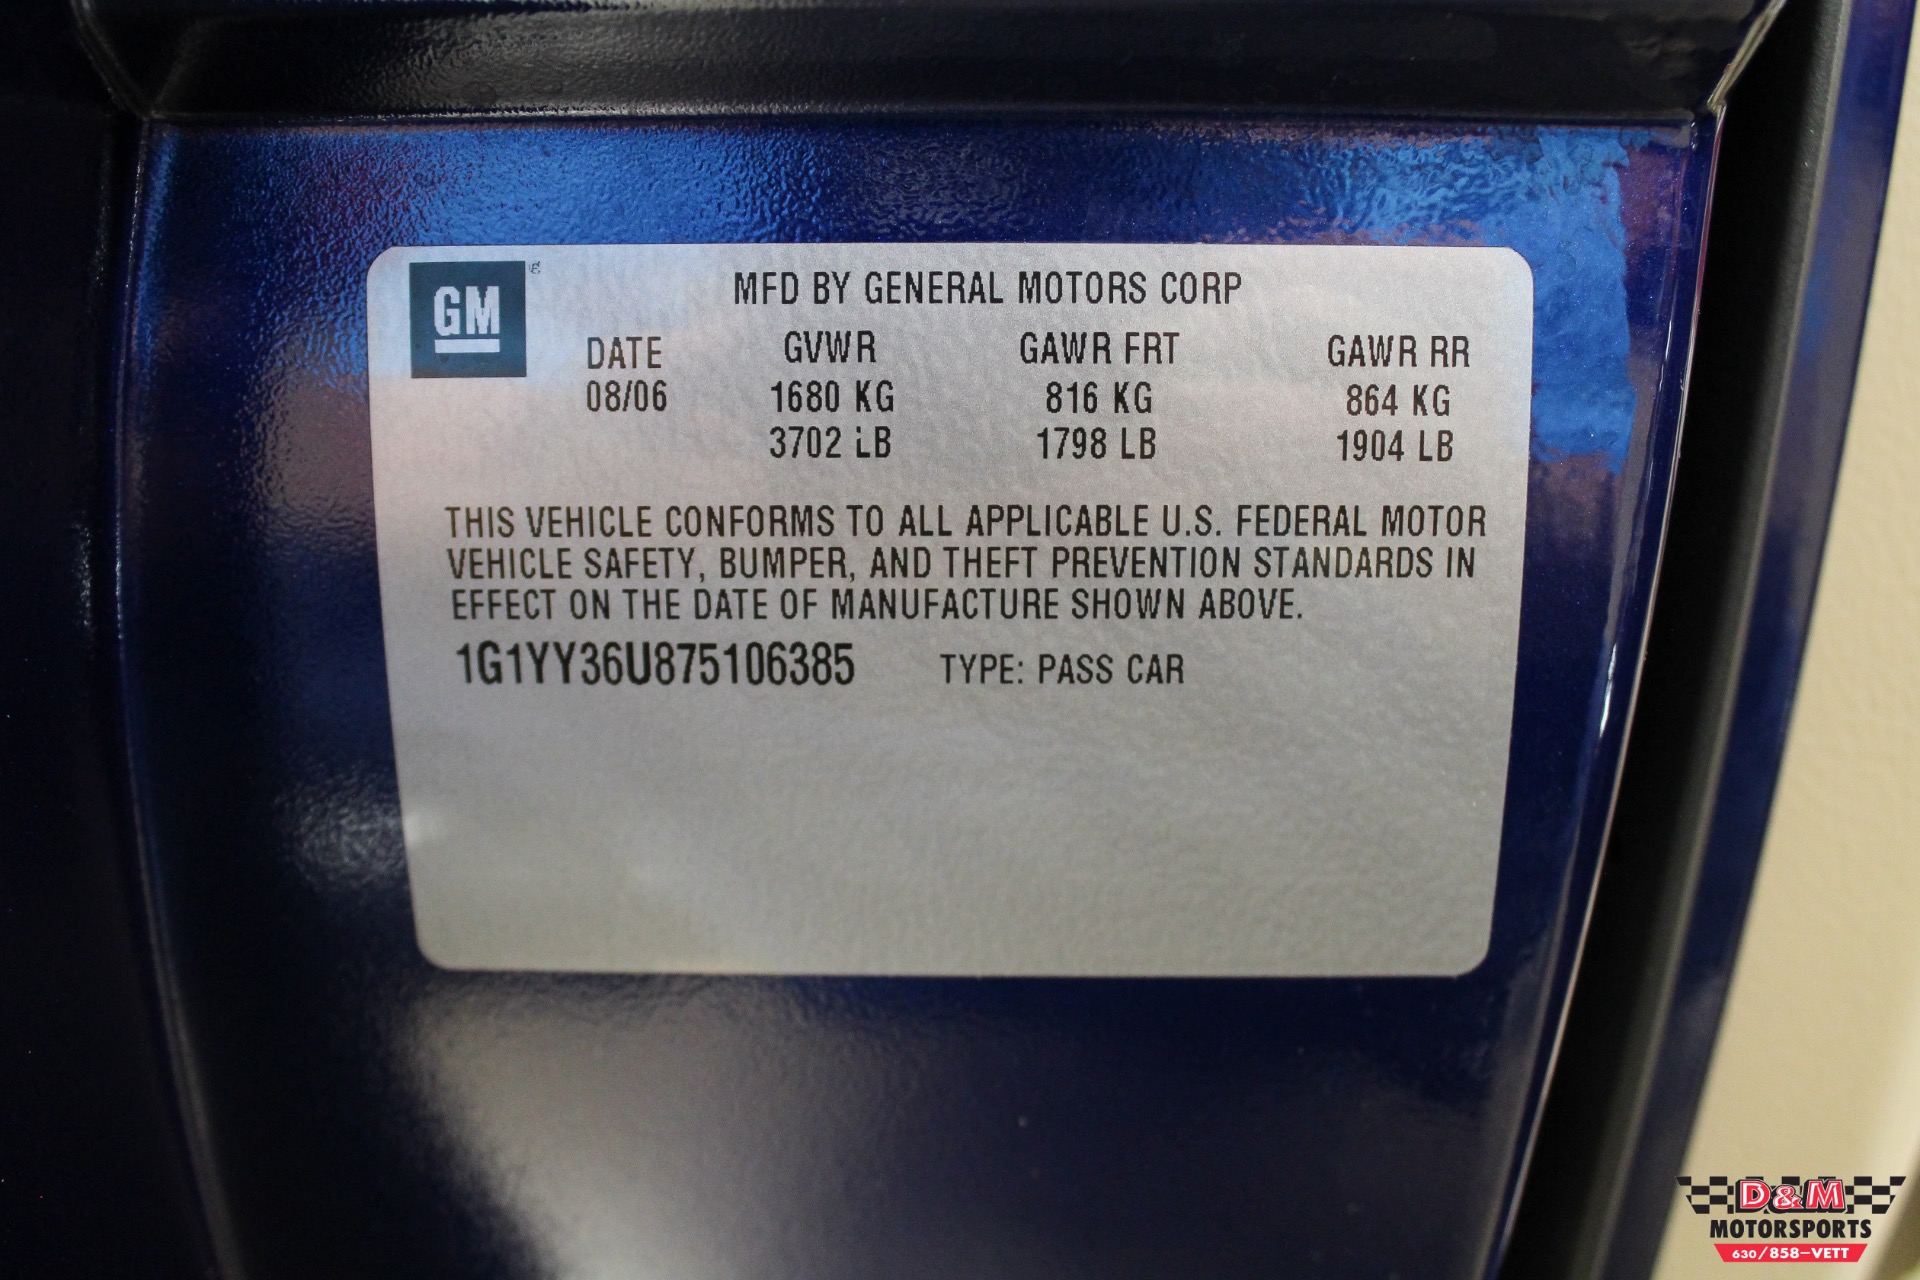 GM
MFD BY GENERAL MOTORS CORP
DATE GVWR GAWR FRT GAWR RR
08/06 1680 KG 816 KG 864 KG
3702 LB 1798 LB 1904 LB
THIS VEHICLE CONFORMS TO ALL APPLICABLE U.S. FEDERAL MOTOR
VEHICLE SAFETY, BUMPER, AND THEFT PREVENTION STANDARDS IN
EFFECT ON THE DATE OF MANUFACTURE SHOWN ABOVE.
1G1YY36U875106385 TYPE: PASS CAR
D&M
MOTORSPORTS
630/858-VETT